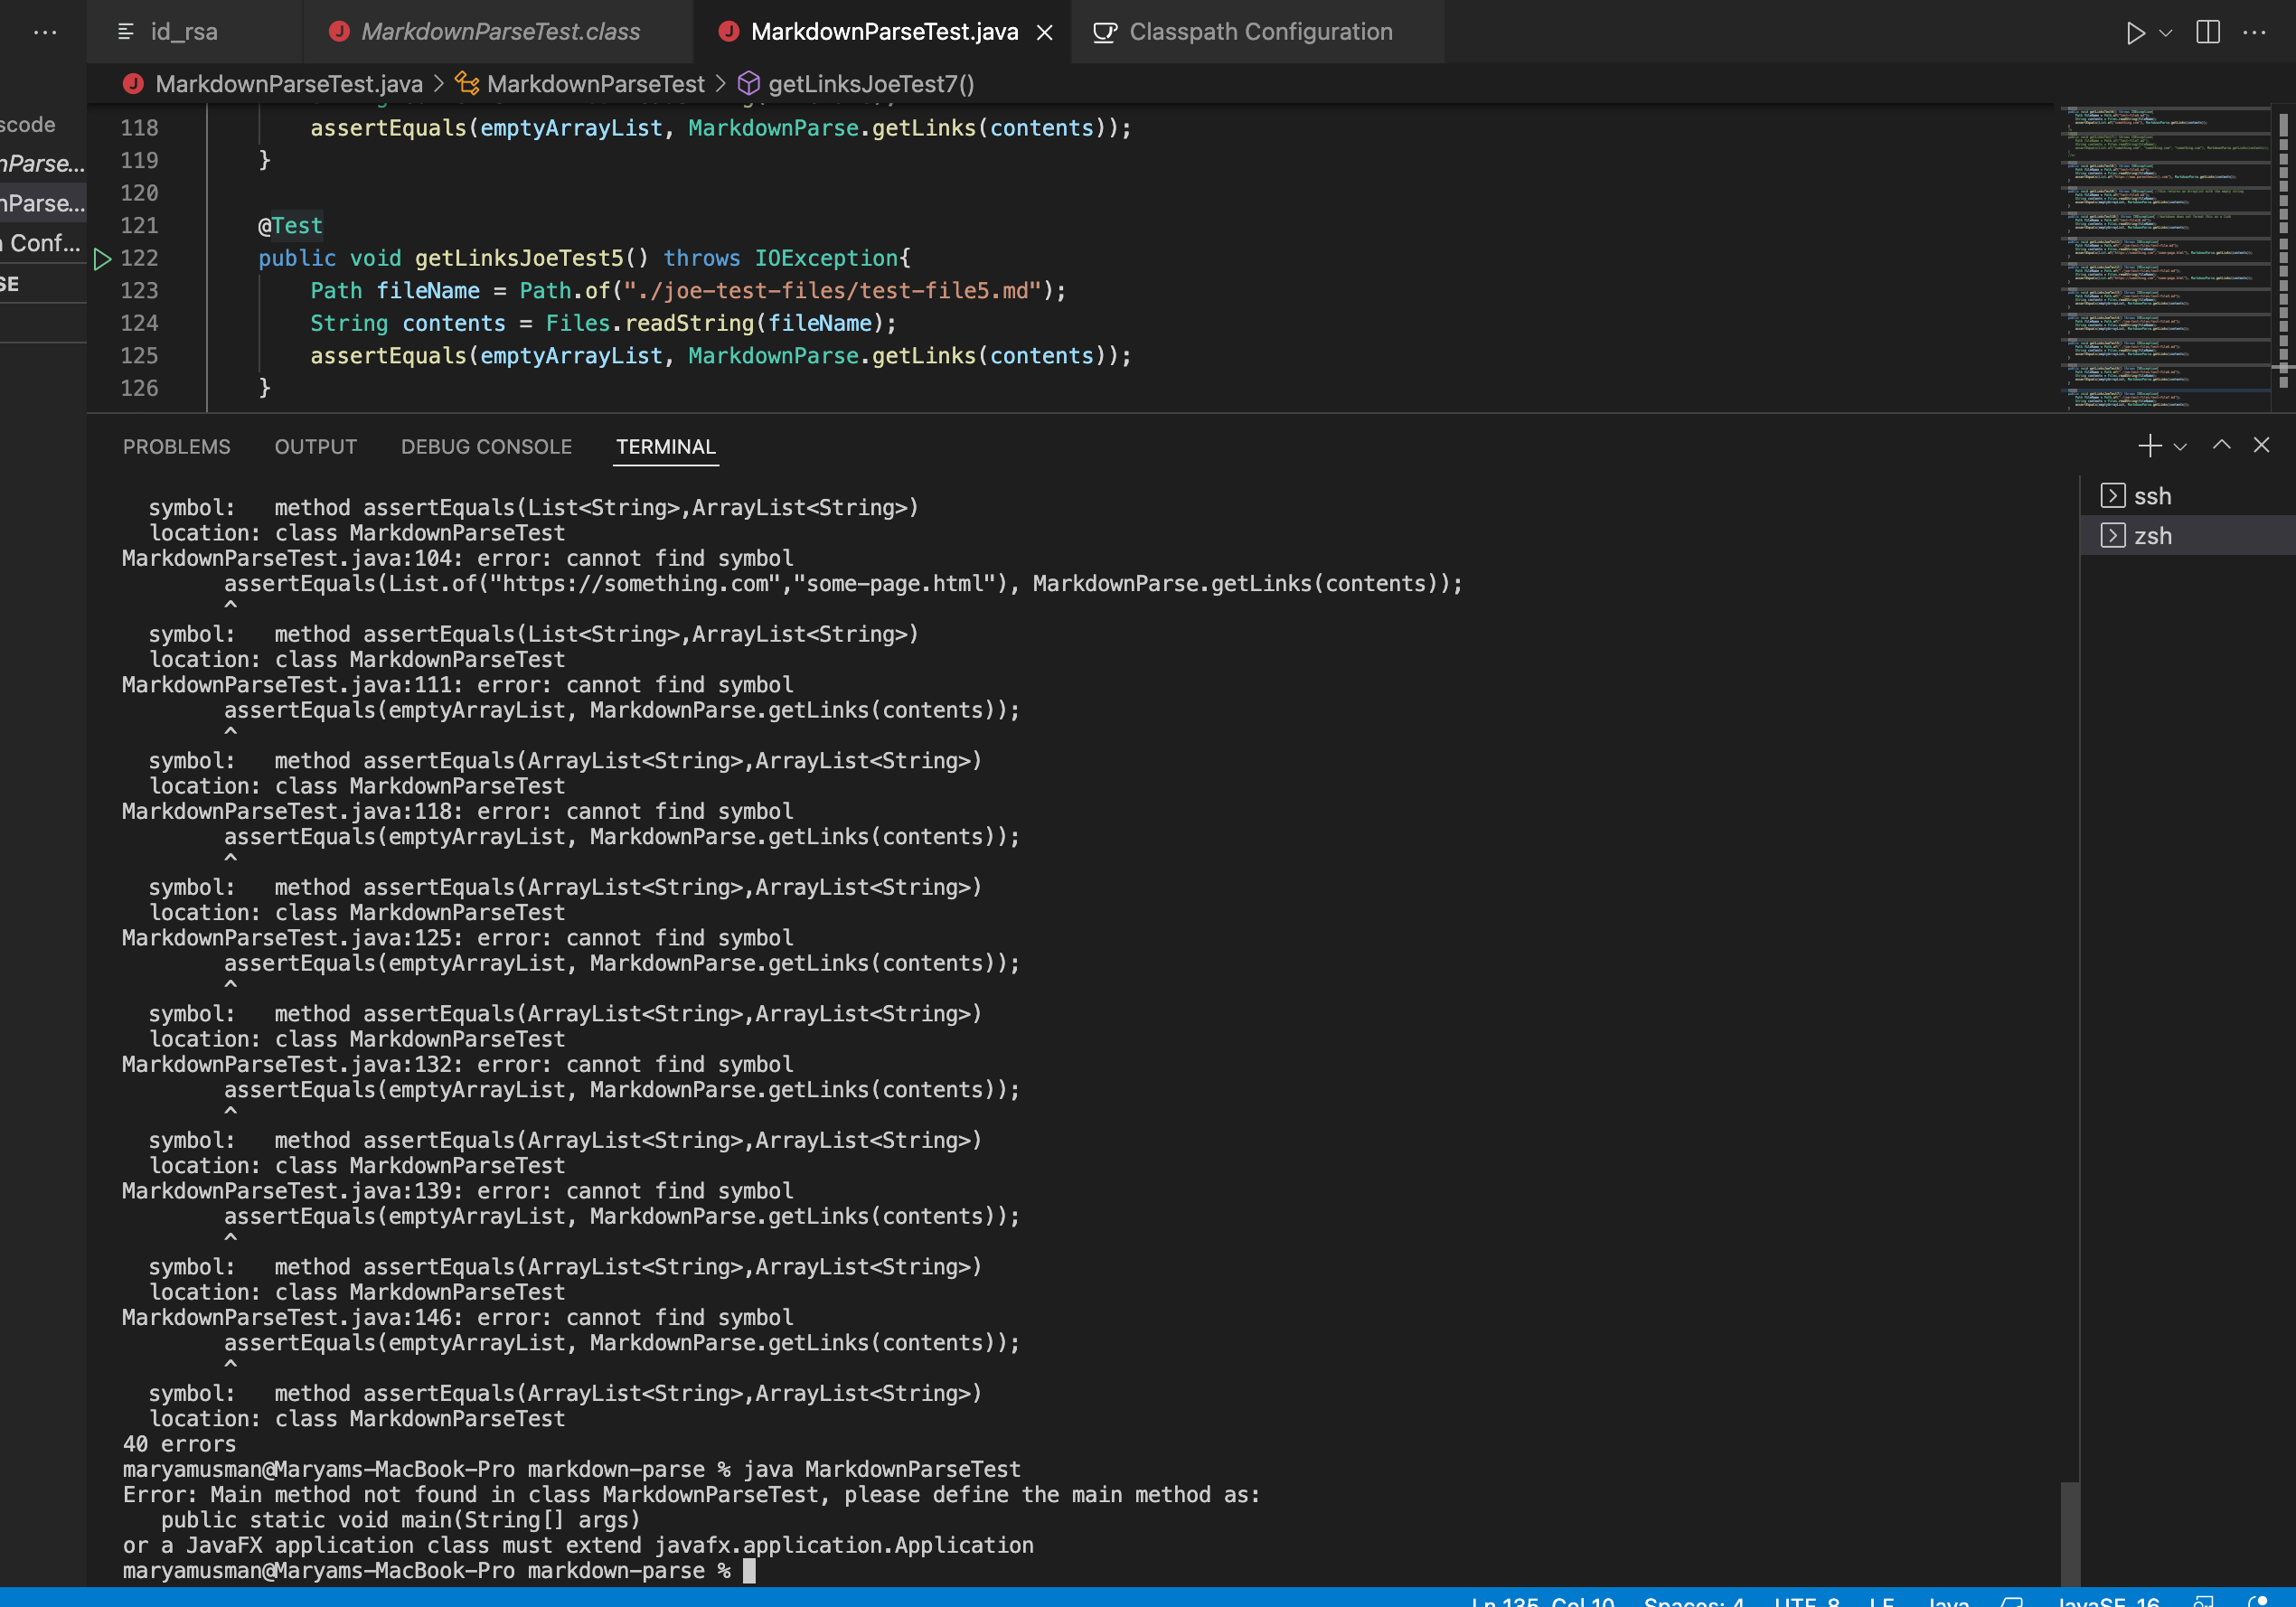 id_rsa
MarkdownParseTest.class
MarkdownParseTest.java
Classpath Configuration
MarkdownParseTest.java > MarkdownParseTest > getLinksJoeTest7()
scode
nParse...
nParse...
Conf...
SE
118 assertEquals(emptyArrayList, MarkdownParse.getLinks(contents));
119 }
120
121 @Test
122 public void getLinksJoeTest5() throws IOException{
123 Path fileName = Path.of("./joe-test-files/test-file5.md");
124 String contents = Files.readString(fileName);
125 assertEquals(emptyArrayList, MarkdownParse.getLinks(contents));
126 }
PROBLEMS OUTPUT DEBUG CONSOLE TERMINAL
ssh
zsh
symbol:   method assertEquals(List<String>,ArrayList<String>)
location: class MarkdownParseTest
MarkdownParseTest.java:104: error: cannot find symbol
assertEquals(List.of("https://something.com","some-page.html"), MarkdownParse.getLinks(contents));
^
symbol:   method assertEquals(List<String>,ArrayList<String>)
location: class MarkdownParseTest
MarkdownParseTest.java:111: error: cannot find symbol
assertEquals(emptyArrayList, MarkdownParse.getLinks(contents));
^
symbol:   method assertEquals(ArrayList<String>,ArrayList<String>)
location: class MarkdownParseTest
MarkdownParseTest.java:118: error: cannot find symbol
assertEquals(emptyArrayList, MarkdownParse.getLinks(contents));
^
symbol:   method assertEquals(ArrayList<String>,ArrayList<String>)
location: class MarkdownParseTest
MarkdownParseTest.java:125: error: cannot find symbol
assertEquals(emptyArrayList, MarkdownParse.getLinks(contents));
^
symbol:   method assertEquals(ArrayList<String>,ArrayList<String>)
location: class MarkdownParseTest
MarkdownParseTest.java:132: error: cannot find symbol
assertEquals(emptyArrayList, MarkdownParse.getLinks(contents));
^
symbol:   method assertEquals(ArrayList<String>,ArrayList<String>)
location: class MarkdownParseTest
MarkdownParseTest.java:139: error: cannot find symbol
assertEquals(emptyArrayList, MarkdownParse.getLinks(contents));
^
symbol:   method assertEquals(ArrayList<String>,ArrayList<String>)
location: class MarkdownParseTest
MarkdownParseTest.java:146: error: cannot find symbol
assertEquals(emptyArrayList, MarkdownParse.getLinks(contents));
^
symbol:   method assertEquals(ArrayList<String>,ArrayList<String>)
location: class MarkdownParseTest
40 errors
maryamusman@Maryams-MacBook-Pro markdown-parse % java MarkdownParseTest
Error: Main method not found in class MarkdownParseTest, please define the main method as:
public static void main(String[] args)
or a JavaFX application class must extend javafx.application.Application
maryamusman@Maryams-MacBook-Pro markdown-parse %
Ln 135, Col 10 Spaces: 4 UTF-8 LF Java JavaSE-16